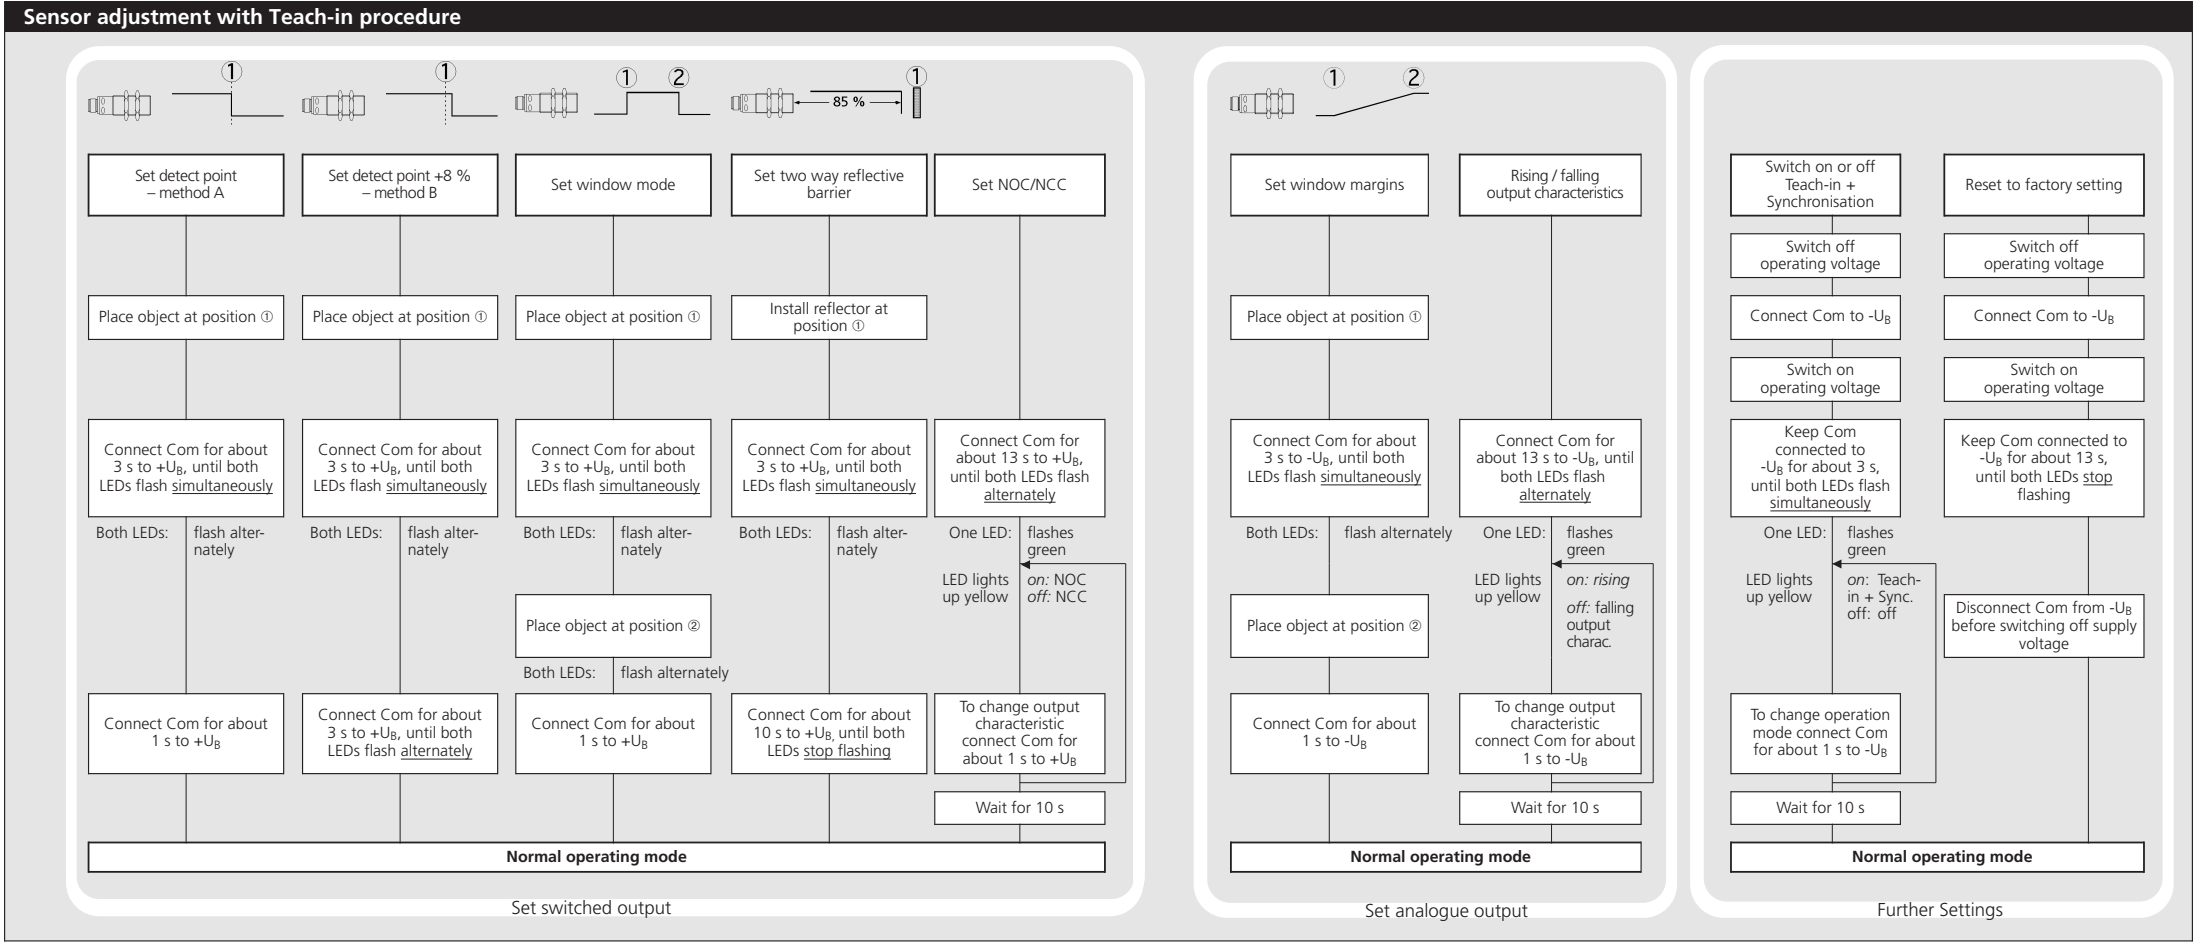 Sensor adjustment with Teach-in procedure
①
Set detect point
– method A
Place object at position ①
Connect Com for about
3 s to +UB, until both
LEDs flash simultaneously
Both LEDs: flash alter-
nately
Connect Com for about
1 s to +UB
①
Set detect point +8 %
– method B
Place object at position ①
Connect Com for about
3 s to +UB, until both
LEDs flash simultaneously
Both LEDs: flash alter-
nately
Connect Com for about
3 s to +UB, until both
LEDs flash alternately
① ②
Set window mode
Place object at position ①
Connect Com for about
3 s to +UB, until both
LEDs flash simultaneously
Both LEDs: flash alter-
nately
Place object at position ②
Both LEDs: flash alternately
Connect Com for about
1 s to +UB
①
85 %
Set two way reflective
barrier
Install reflector at
position ①
Connect Com for about
3 s to +UB, until both
LEDs flash simultaneously
Both LEDs: flash alter-
nately
Connect Com for about
10 s to +UB, until both
LEDs stop flashing
Set NOC/NCC
Connect Com for
about 13 s to +UB,
until both LEDs flash
alternately
One LED: flashes
green
LED lights on: NOC
up yellow off: NCC
To change output
characteristic
connect Com for
about 1 s to +UB
Wait for 10 s
Normal operating mode
Set switched output
① ②
Set window margins
Place object at position ①
Connect Com for about
3 s to -UB, until both
LEDs flash simultaneously
Both LEDs: flash alternately
Place object at position ②
Connect Com for about
1 s to -UB
Rising / falling
output characteristics
Connect Com for
about 13 s to -UB, until
both LEDs flash
alternately
One LED: flashes
green
LED lights on: rising
up yellow
off: falling
output
charac.
To change output
characteristic
connect Com for about
1 s to -UB
Wait for 10 s
Normal operating mode
Set analogue output
Switch on or off
Teach-in +
Synchronisation
Switch off
operating voltage
Connect Com to -UB
Switch on
operating voltage
Keep Com
connected to
-UB for about 3 s,
until both LEDs flash
simultaneously
One LED: flashes
green
LED lights on: Teach-
up yellow in + Sync.
off: off
To change operation
mode connect Com
for about 1 s to -UB
Wait for 10 s
Reset to factory setting
Switch off
operating voltage
Connect Com to -UB
Switch on
operating voltage
Keep Com connected to
-UB for about 13 s,
until both LEDs stop
flashing
Disconnect Com from -UB
before switching off supply
voltage
Normal operating mode
Further Settings